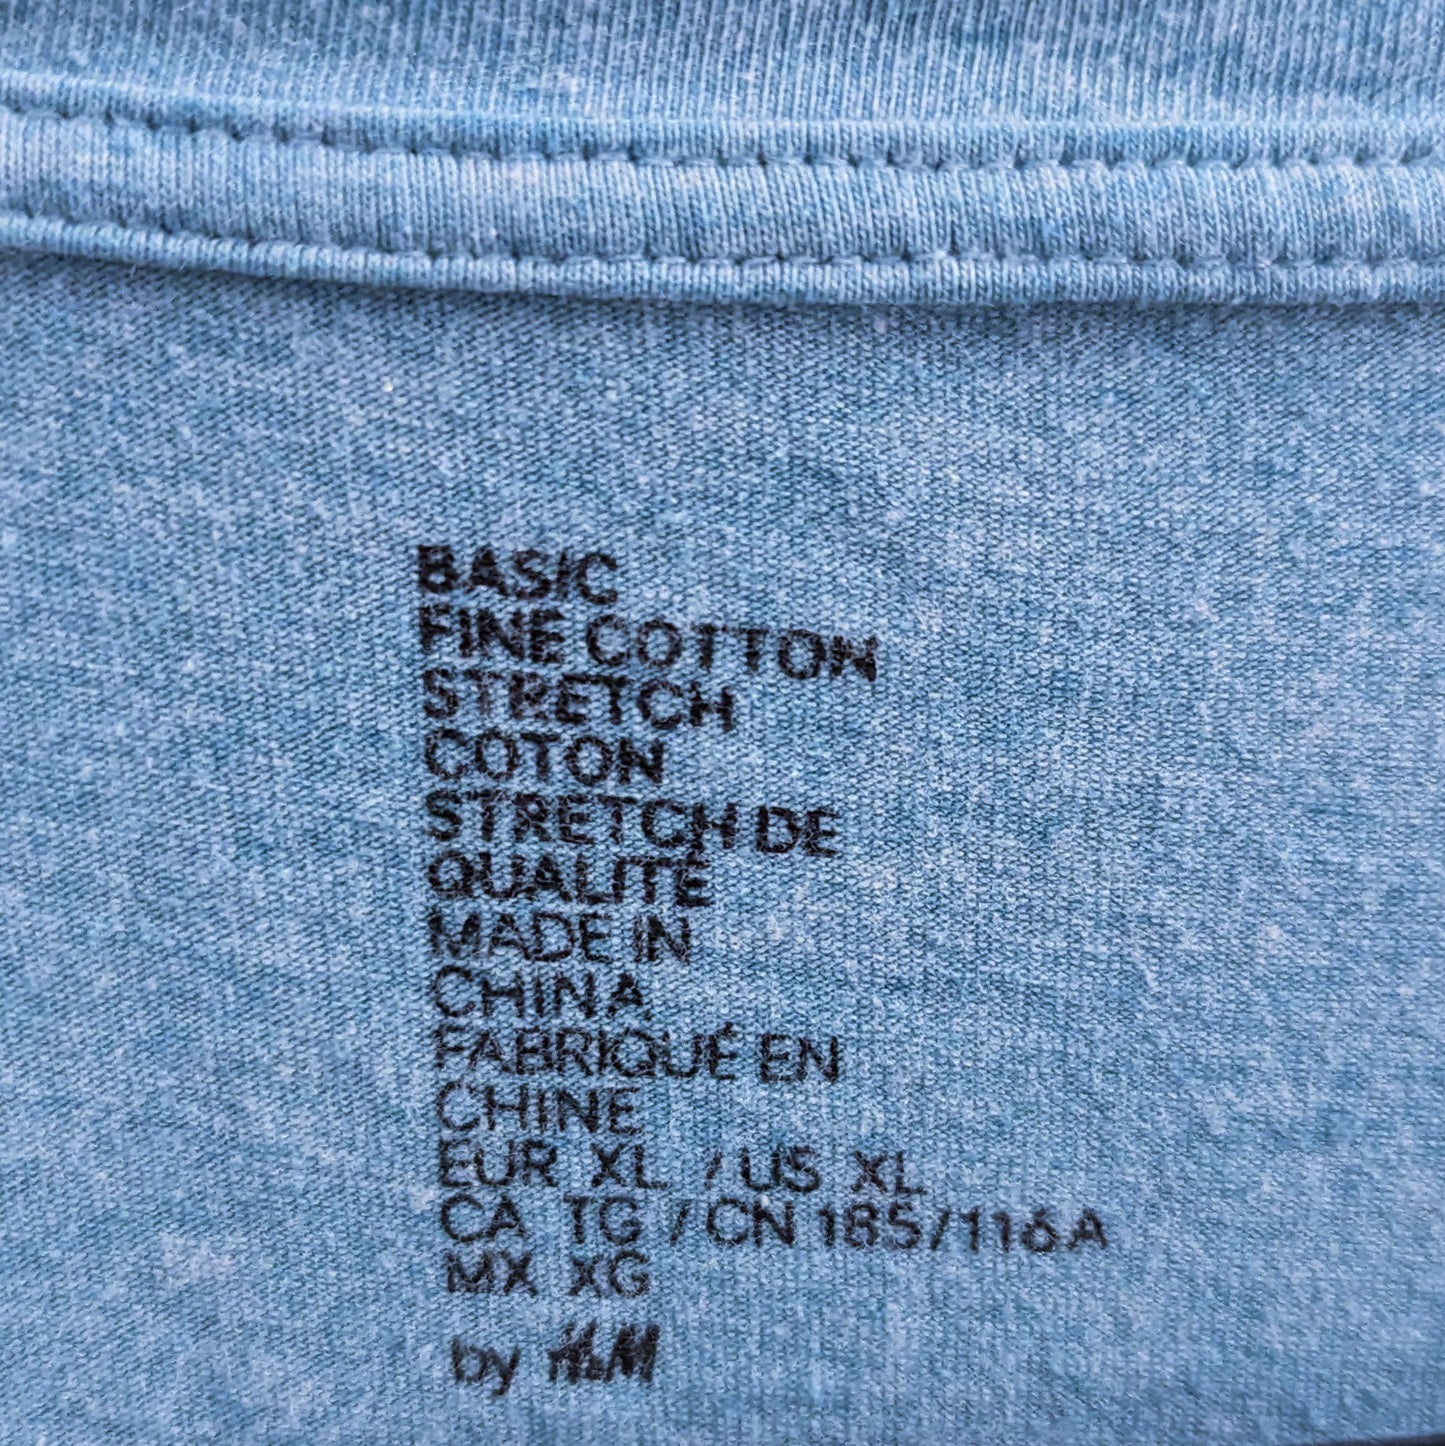 BASIC
FINE COTTON
STRETCH
COTON
STRETCH DE
QUALITÉ
MADE IN
CHINA
FABRIQUÉ EN
CHINE
EUR XL / US XL
CA TG / CN 185/116A
MX XG
by H&M